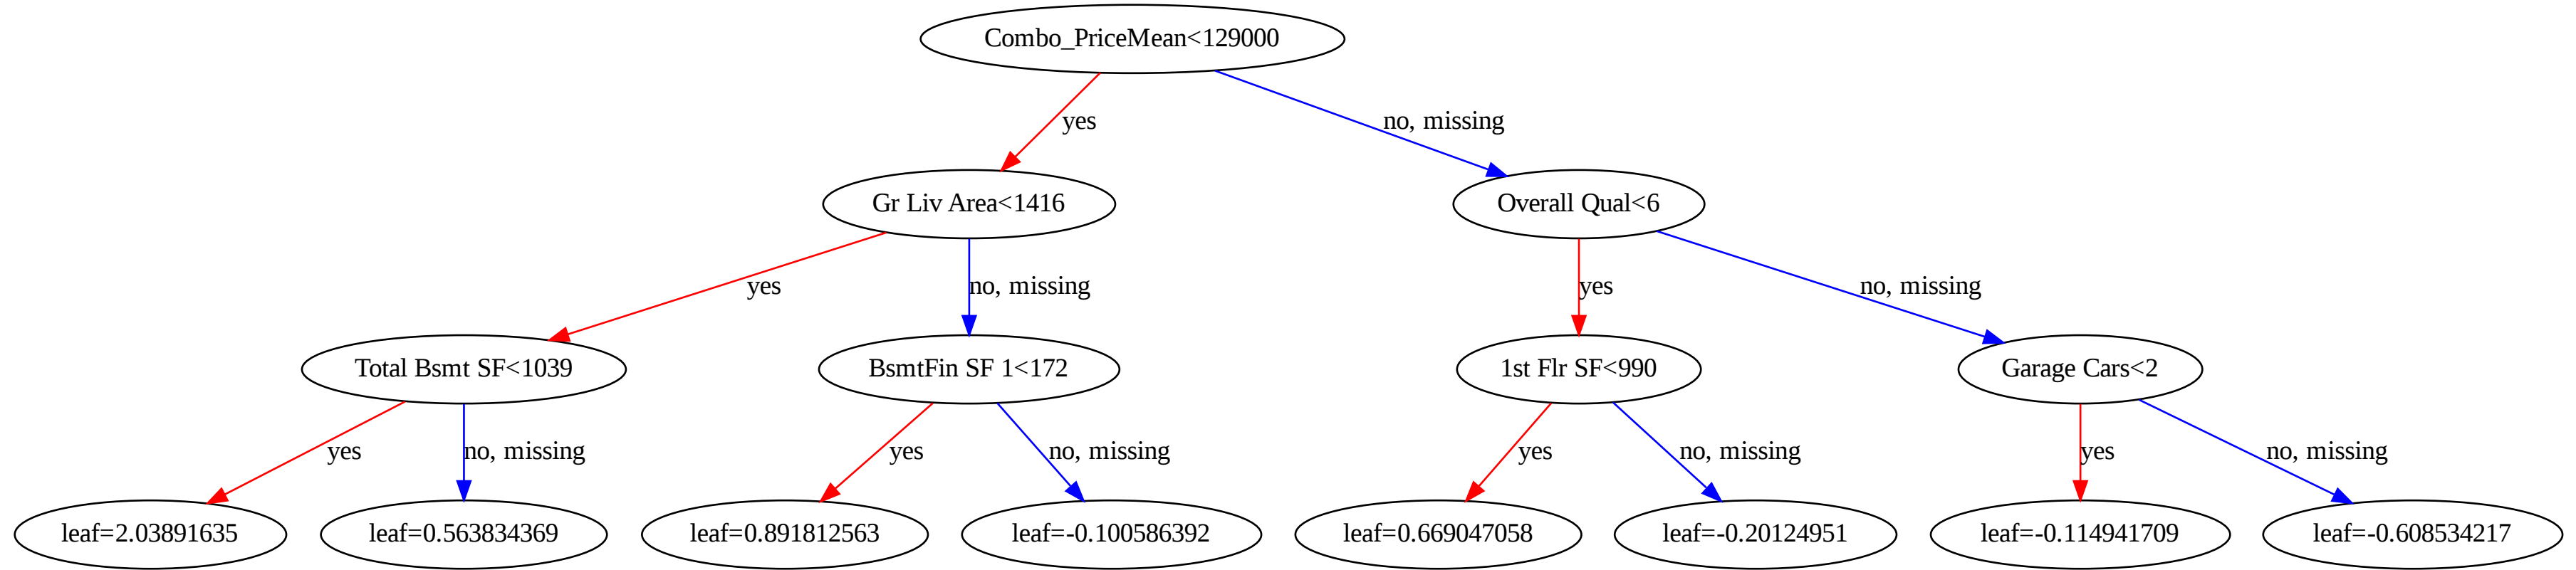 Combo_PriceMean<129000
yes
no, missing
Gr Liv Area<1416
Overall Qual<6
yes
no, missing
yes
no, missing
Total Bsmt SF<1039
BsmtFin SF 1<172
1st Flr SF<990
Garage Cars<2
yes
no, missing
yes
no, missing
yes
no, missing
yes
no, missing
leaf=2.03891635
leaf=0.563834369
leaf=0.891812563
leaf=-0.100586392
leaf=0.669047058
leaf=-0.20124951
leaf=-0.114941709
leaf=-0.608534217